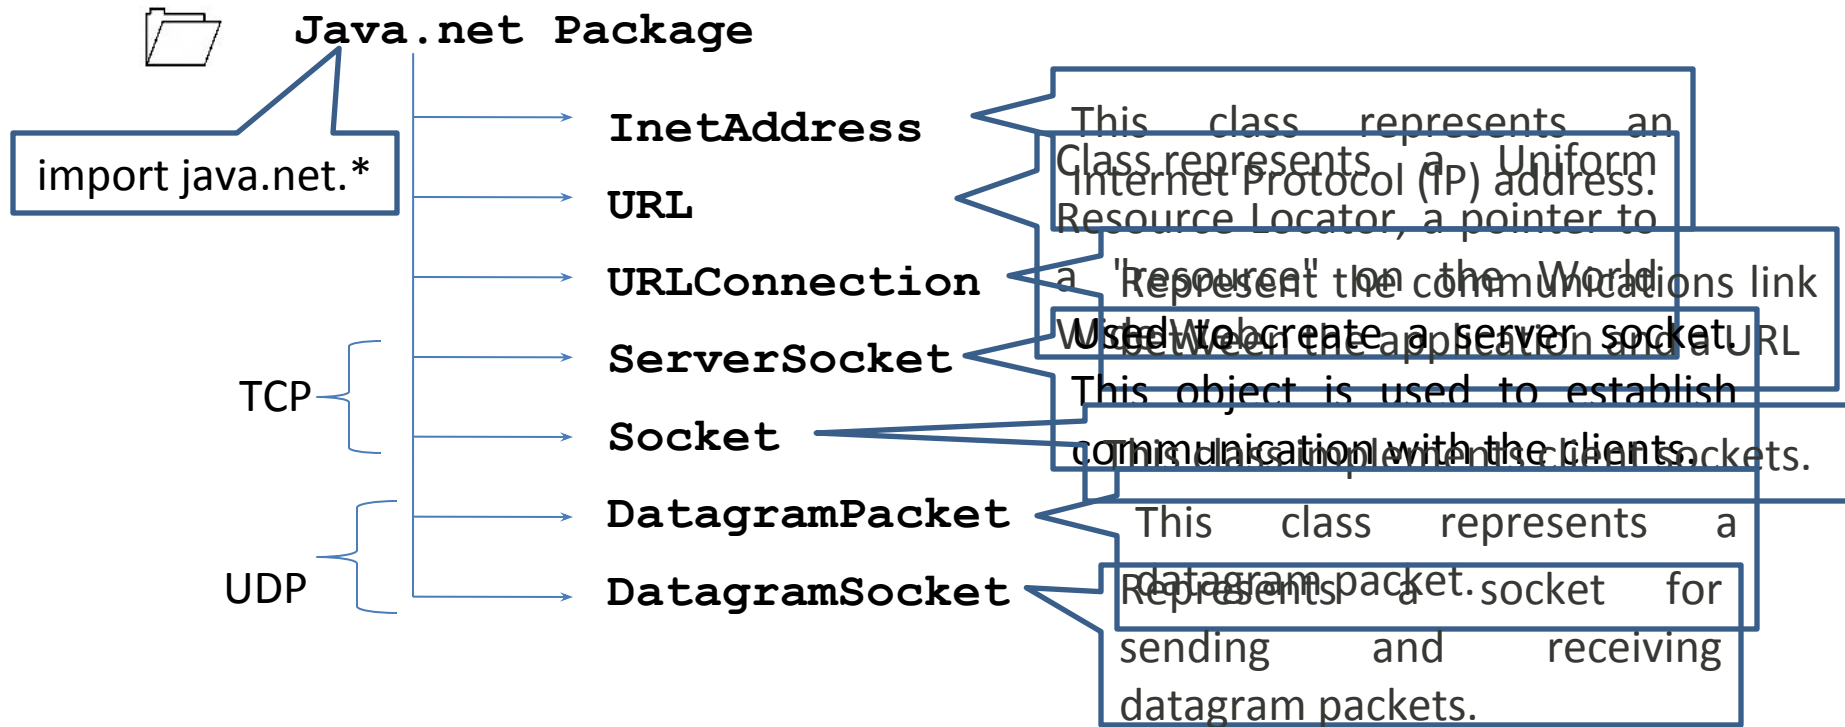 Java.net Package
import java.net.*
InetAddress
This class represents an
Internet Protocol (IP) address.
URL
Class represents a Uniform
Resource Locator, a pointer to
a "resource" on the World
Wide Web.
URLConnection
Represent the communications link
between the application and a URL
TCP
ServerSocket
Used to create a server socket.
This object is used to establish
communication with the clients.
Socket
This class implements client sockets.
UDP
DatagramPacket
This class represents a
datagram packet.
DatagramSocket
Represents a socket for
sending and receiving
datagram packets.